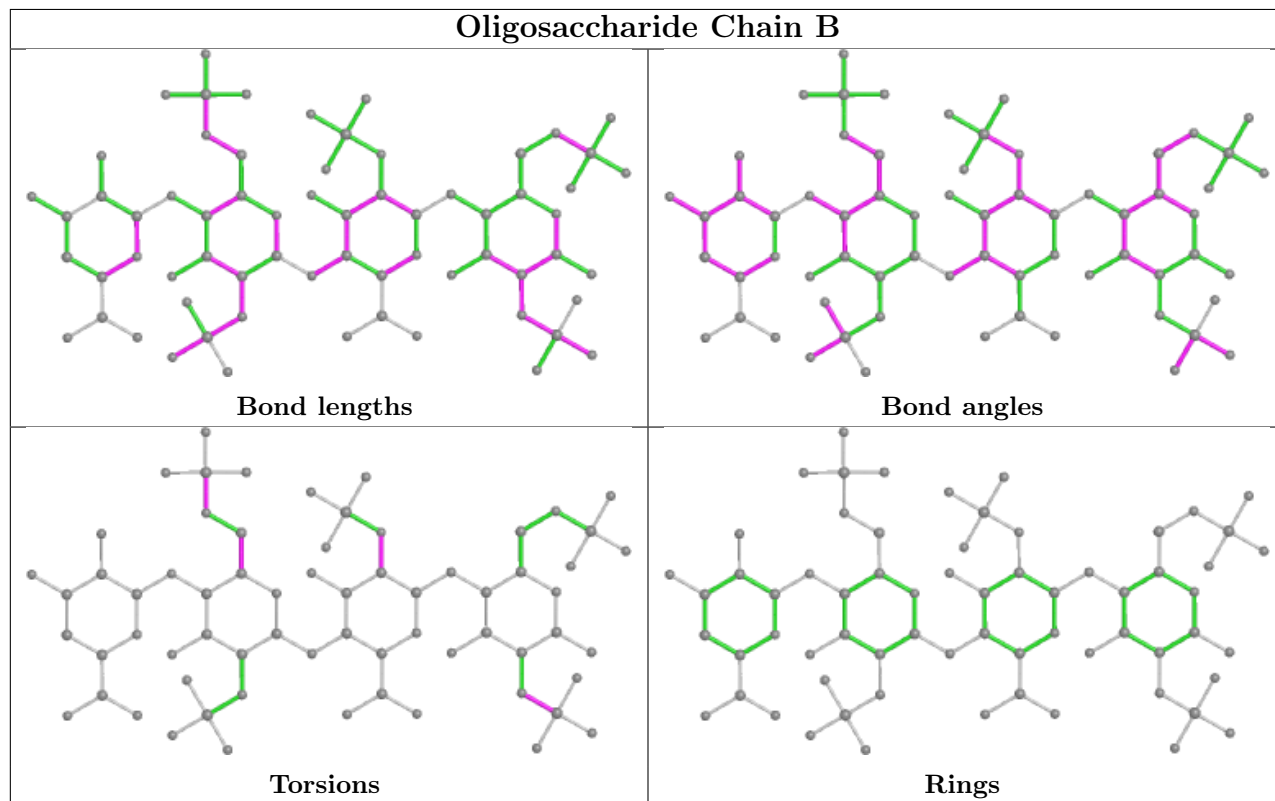 Oligosaccharide Chain B
Bond lengths
Bond angles
Torsions
Rings